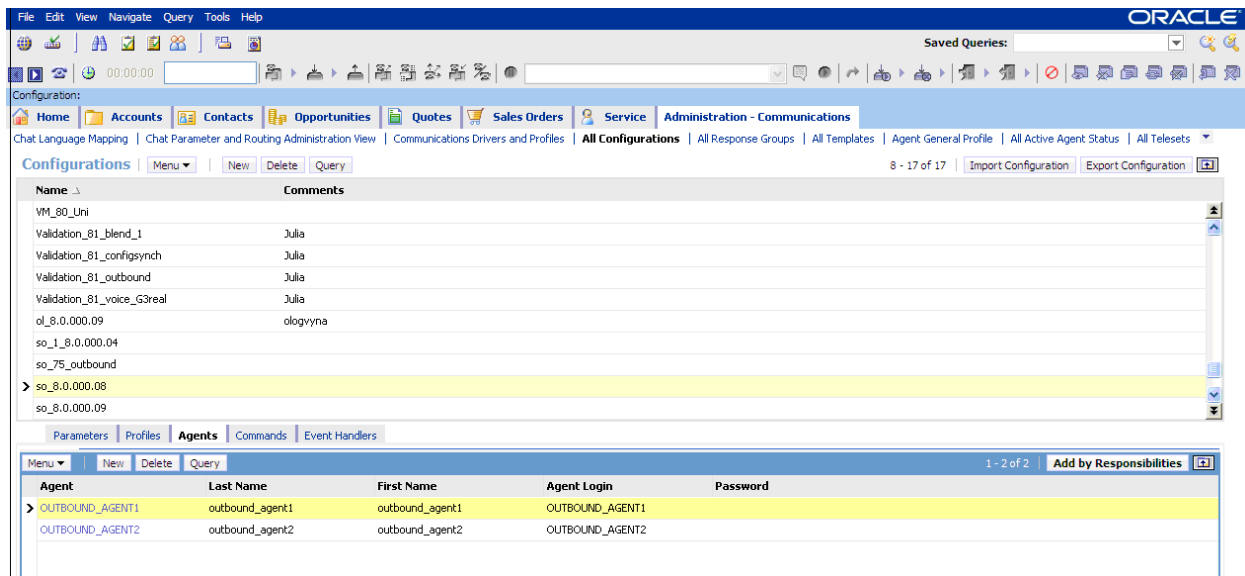 File Edit View Navigate Query Tools Help ORACLE
Saved Queries:
00:00:00
Configuration:
Home Accounts Contacts Opportunities Quotes Sales Orders Service Administration - Communications
Chat Language Mapping | Chat Parameter and Routing Administration View | Communications Drivers and Profiles | All Configurations | All Response Groups | All Templates | Agent General Profile | All Active Agent Status | All Telesets
Configurations Menu New Delete Query 8 - 17 of 17 Import Configuration Export Configuration
Name Comments
VM_80_Uni
Validation_81_blend_1 Julia
Validation_81_configsynch Julia
Validation_81_outbound Julia
Validation_81_voice_G3real Julia
ol_8.0.000.09 ologvyna
so_1_8.0.000.04
so_75_outbound
so_8.0.000.08
so_8.0.000.09
Parameters Profiles Agents Commands Event Handlers
Menu New Delete Query 1 - 2 of 2 Add by Responsibilities
Agent Last Name First Name Agent Login Password
OUTBOUND_AGENT1 outbound_agent1 outbound_agent1 OUTBOUND_AGENT1
OUTBOUND_AGENT2 outbound_agent2 outbound_agent2 OUTBOUND_AGENT2